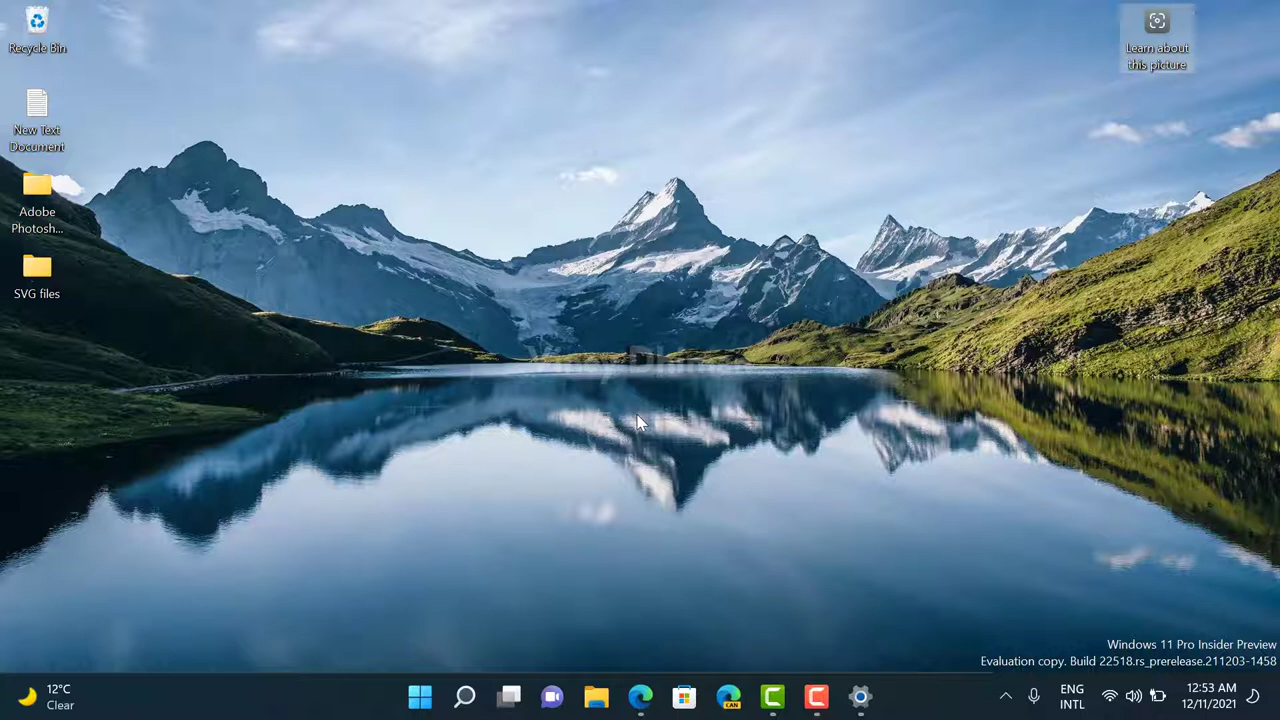 Recycle Bin
Learn about
this picture
New Text
Document
Adobe
Photosh...
SVG files
Windows 11 Pro Insider Preview
Evaluation copy. Build 22518.rs_prerelease.211203-1458
12°C
Clear
CAN
ENG
INTL
12:53 AM
12/11/2021